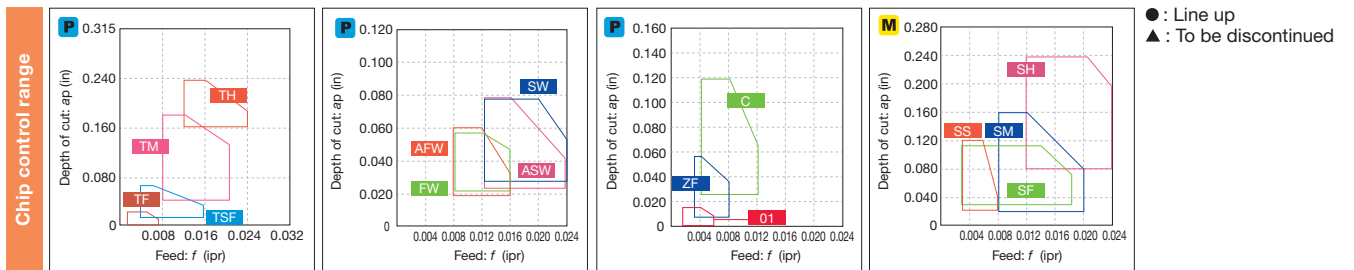 Chip control range
P
Depth of cut: ap (in)
0.315
0.240
0.160
0.080
0
TH
TM
TF
TSF
0.008 0.016 0.024 0.032
Feed: f (ipr)
P
Depth of cut: ap (in)
0.120
0.100
0.080
0.060
0.040
0.020
0
SW
AFW
FW
ASW
0.004 0.008 0.012 0.016 0.020 0.024
Feed: f (ipr)
P
Depth of cut: ap (in)
0.160
0.140
0.120
0.100
0.080
0.060
0.040
0.020
0
C
ZF
01
0.004 0.008 0.012 0.016 0.020 0.024
Feed: f (ipr)
M
Depth of cut: ap (in)
0.280
0.240
0.200
0.160
0.120
0.080
0.040
0
SH
SS
SM
SF
0.004 0.008 0.012 0.016 0.020 0.024
Feed: f (ipr)
● : Line up
▲ : To be discontinued